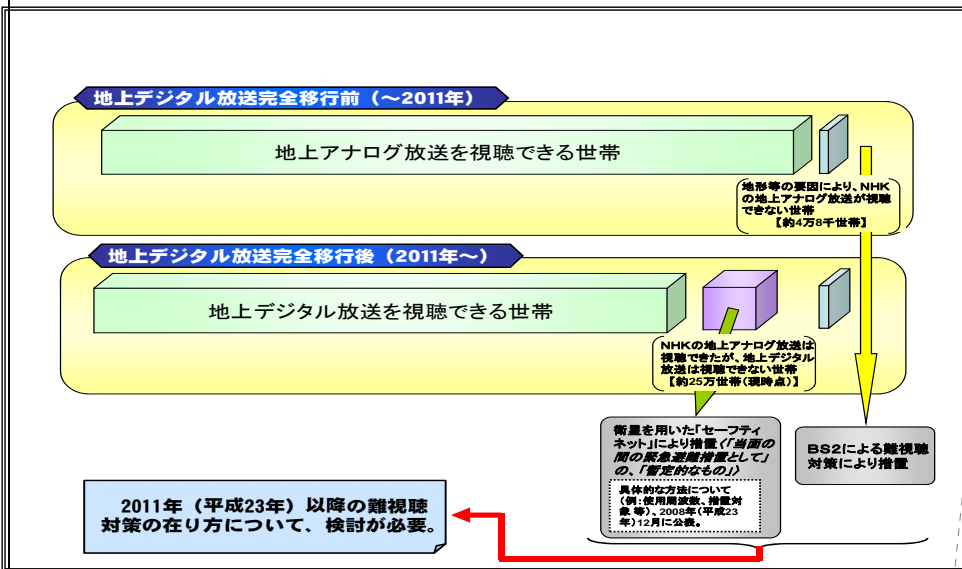 地上デジタル放送完全移行前（～2011年）
地上アナログ放送を視聴できる世帯
地形等の要因により、NHK
の地上アナログ放送が視聴
できない世帯
【約4万8千世帯】
地上デジタル放送完全移行後（2011年～）
地上デジタル放送を視聴できる世帯
NHKの地上アナログ放送は
視聴できたが、地上デジタル
放送は視聴できない世帯
【約25万世帯(現時点)】
衛星を用いた「セーフティ
ネット」により措置（「当面の
間の緊急避難措置として」
の、「暫定的なもの」）
具体的な方法について
（例：使用周波数、措置対
象 等）、2008年（平成23
年）12月に公表。
BS2による難視聴
対策により措置
2011年（平成23年）以降の難視聴
対策の在り方について、検討が必要。